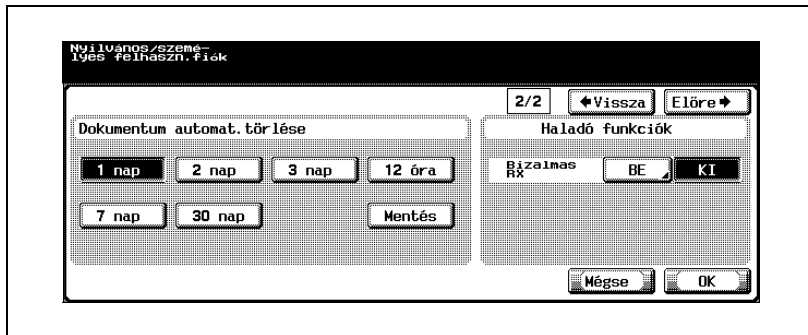 Nyilvános/szemé–
lyes felhaszn.fiók
2/2 Vissza Előre
Dokumentum automat.törlése
Haladó funkciók
1 nap 2 nap 3 nap 12 óra
Bizalmas
RX
BE KI
7 nap 30 nap Mentés
Mégse OK